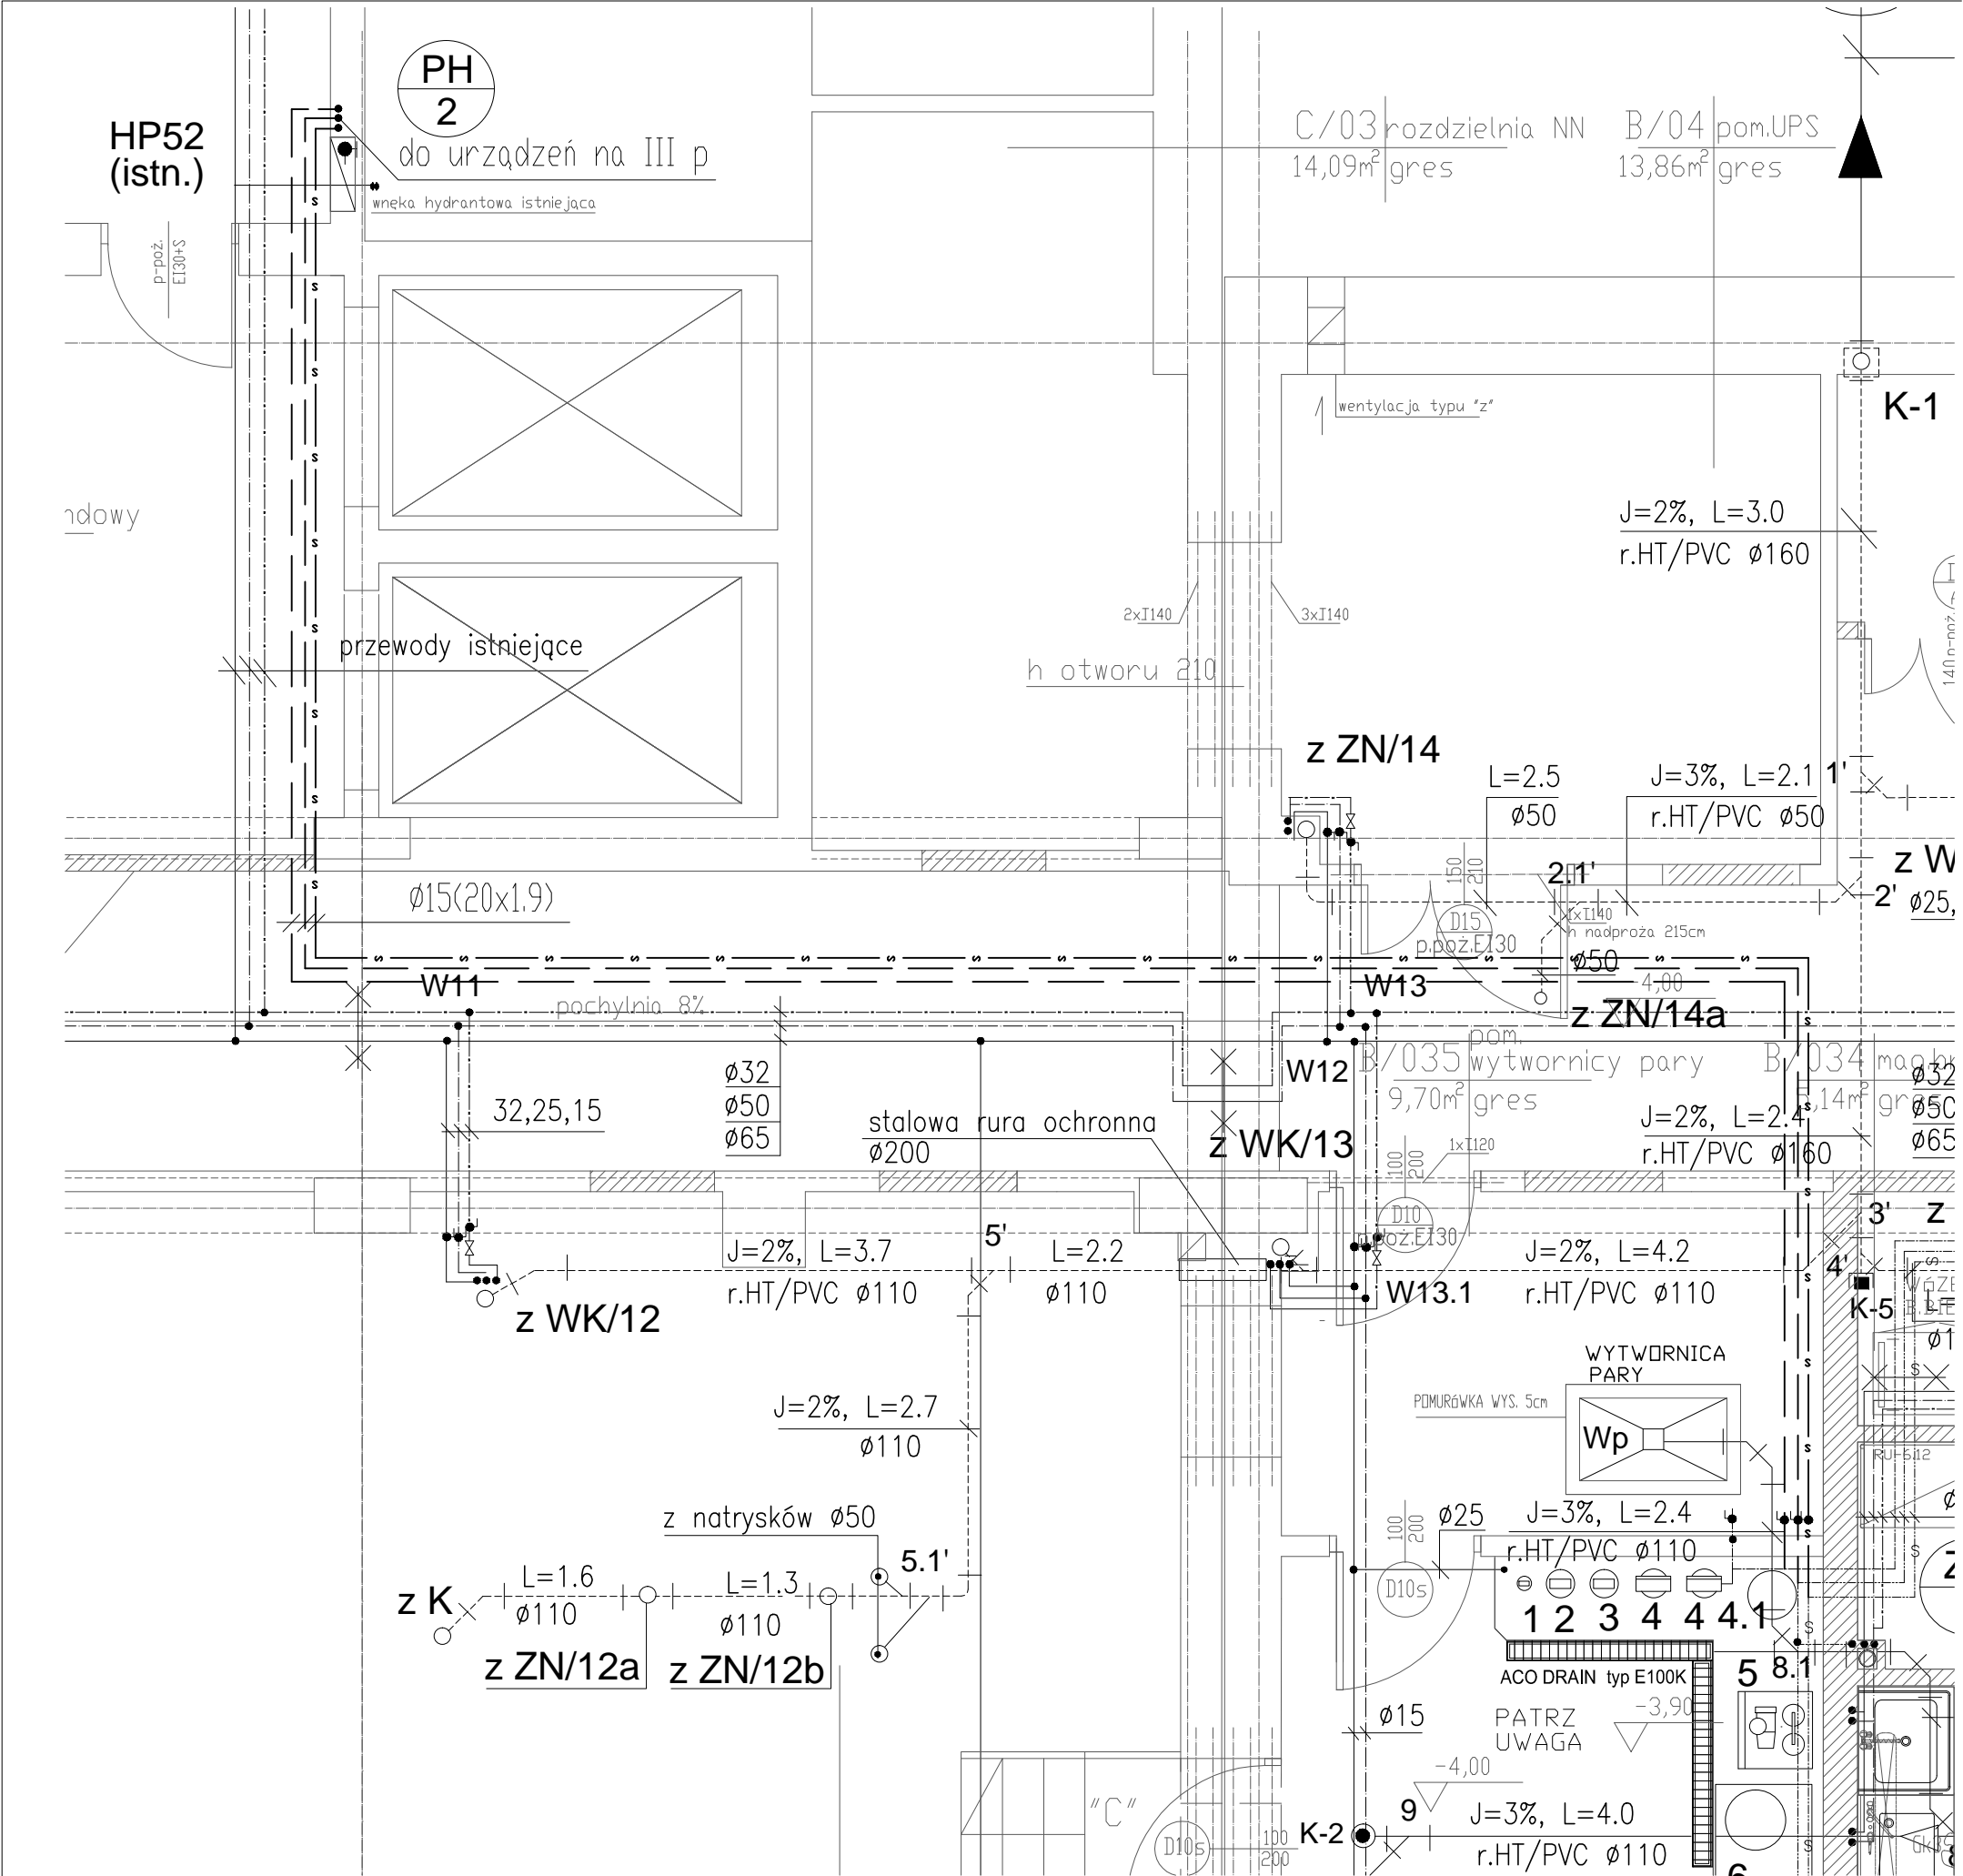 PH
2
HP52
(istn.)
do urządzeń na III p
wnęka hydrantowa istniejąca
p-poż.
EI30+S
C/03 rozdzielnia NN
14,09m² gres
B/04 pom.UPS
13,86m² gres
wentylacja typu "z"
K-1
J=2%, L=3.0
r.HT/PVC ø160
2xI140
3xI140
przewody istniejące
h otworu 210
z ZN/14
L=2.5
ø50
J=3%, L=2.1
r.HT/PVC ø50
1'
z W
2'
ø25,
150
210
2.1'
1xI140
h nadproża 215cm
D15
p.poż.EI30
ø50
ø15(20x1.9)
W11
pochylnia 8%
W13
-4,00
z ZN/14a
W12
B/035 pom. wytwornicy pary
9,70m² gres
B/034
ø32
ø50
ø65
32,25,15
stalowa rura ochronna
ø200
z WK/13
J=2%, L=2.4
r.HT/PVC ø160
ø32
ø65
100
200
1xI120
D10
3'
z
5'
J=2%, L=3.7
r.HT/PVC ø110
L=2.2
ø110
J=2%, L=4.2
r.HT/PVC ø110
4'
K-5
W13.1
z WK/12
WYTWORNICA
PARY
POMURÓWKA WYS. 5cm
Wp
J=2%, L=2.7
ø110
z natrysków ø50
5.1'
100
200
ø25
J=3%, L=2.4
r.HT/PVC ø110
D10s
z K
L=1.6
ø110
L=1.3
ø110
z ZN/12a
z ZN/12b
1 2 3 4 4 4.1
ACO DRAIN typ E100K
5
8.1
PATRZ
UWAGA
-3,90
ø15
-4,00
"C"
D10s
100
200
K-2
9
J=3%, L=4.0
r.HT/PVC ø110